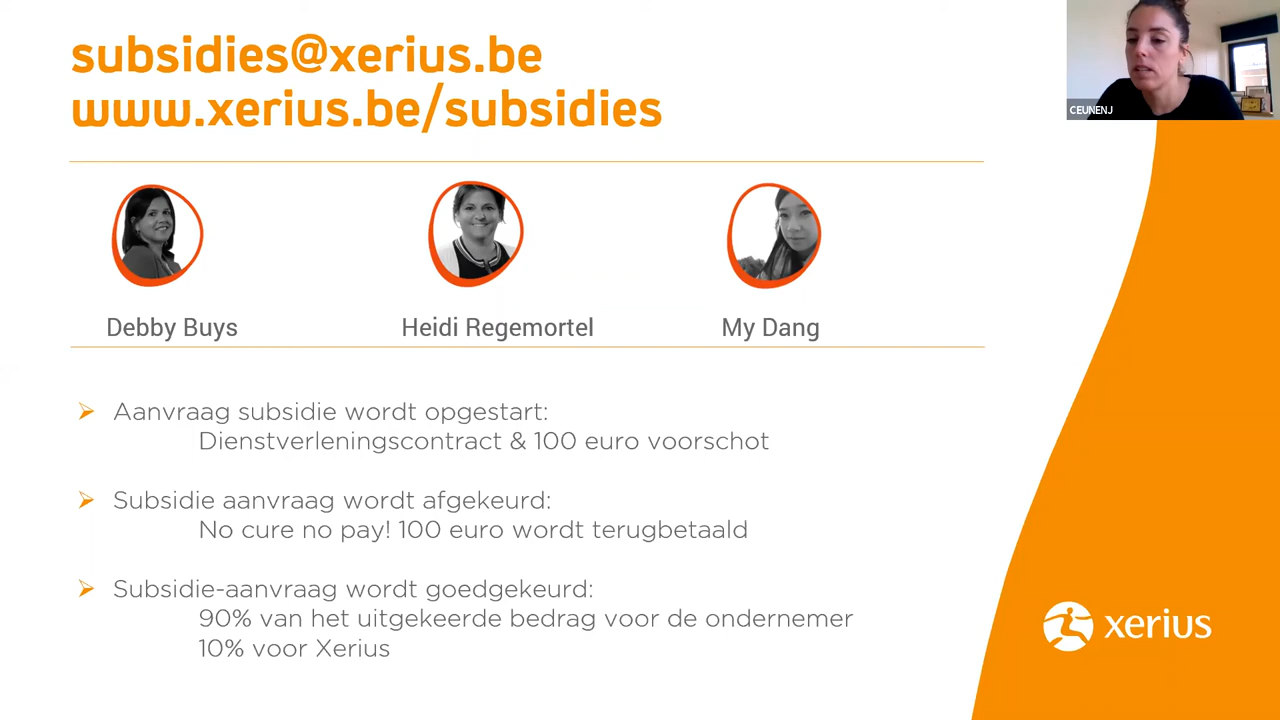 subsidies@xerius.be
www.xerius.be/subsidies
CEUNENJ
Debby Buys
Heidi Regemortel
My Dang
Aanvraag subsidie wordt opgestart:
Dienstverleningscontract & 100 euro voorschot
Subsidie aanvraag wordt afgekeurd:
No cure no pay! 100 euro wordt terugbetaald
Subsidie-aanvraag wordt goedgekeurd:
90% van het uitgekeerde bedrag voor de ondernemer
10% voor Xerius
xerius